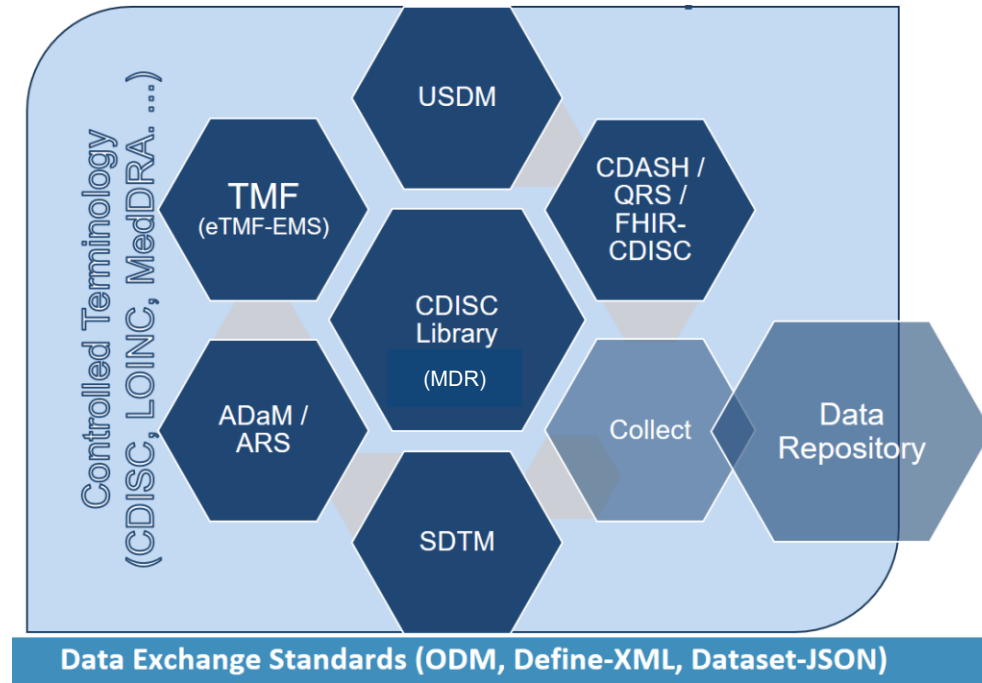 Controlled Terminology
(CDISC, LOINC, MedDRA. ...)
USDM
TMF
(eTMF-EMS)
CDASH /
QRS /
FHIR-
CDISC
CDISC
Library
(MDR)
ADaM /
ARS
Collect
Data
Repository
SDTM
Data Exchange Standards (ODM, Define-XML, Dataset-JSON)